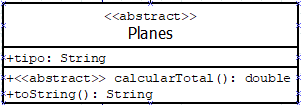 <<abstract>>
Planes
+tipo: String
+<<abstract>> calcularTotal(): double
+toString(): String